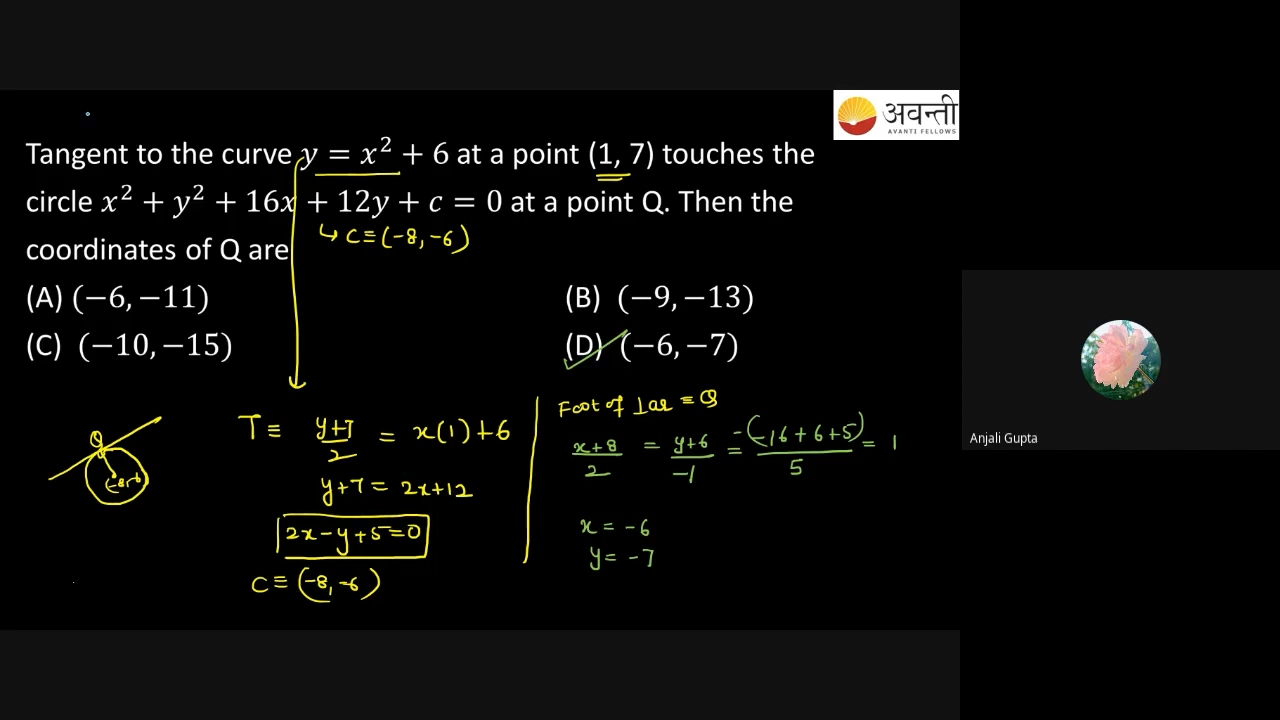 अवन्ती
AVANTI FELLOWS
Tangent to the curve y = x² + 6 at a point (1, 7) touches the
circle x² + y² + 16x + 12y + c = 0 at a point Q. Then the
C ≡ (-8, -6)
coordinates of Q are
(A) (−6, −11)
(B) (−9, −13)
(C) (−10, −15)
(D) (−6, −7)
Q
(-8,-6)
T ≡ y+7/2 = x(1)+6
y+7 = 2x+12
2x-y+5=0
C ≡ (-8, -6)
Foot of ⊥ar ≡ Q
x+8/2 = y+6/-1 = -(-16+6+5)/5 = 1
x = -6
y = -7
Anjali Gupta